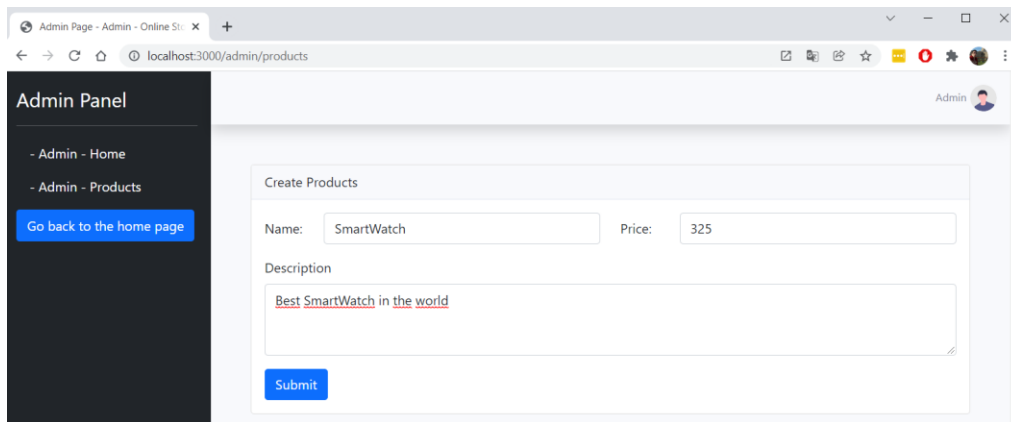 Admin Page - Admin - Online Sto
localhost:3000/admin/products
Admin Panel
Admin
- Admin - Home
- Admin - Products
Go back to the home page
Create Products
Name: SmartWatch Price: 325
Description
Best SmartWatch in the world
Submit